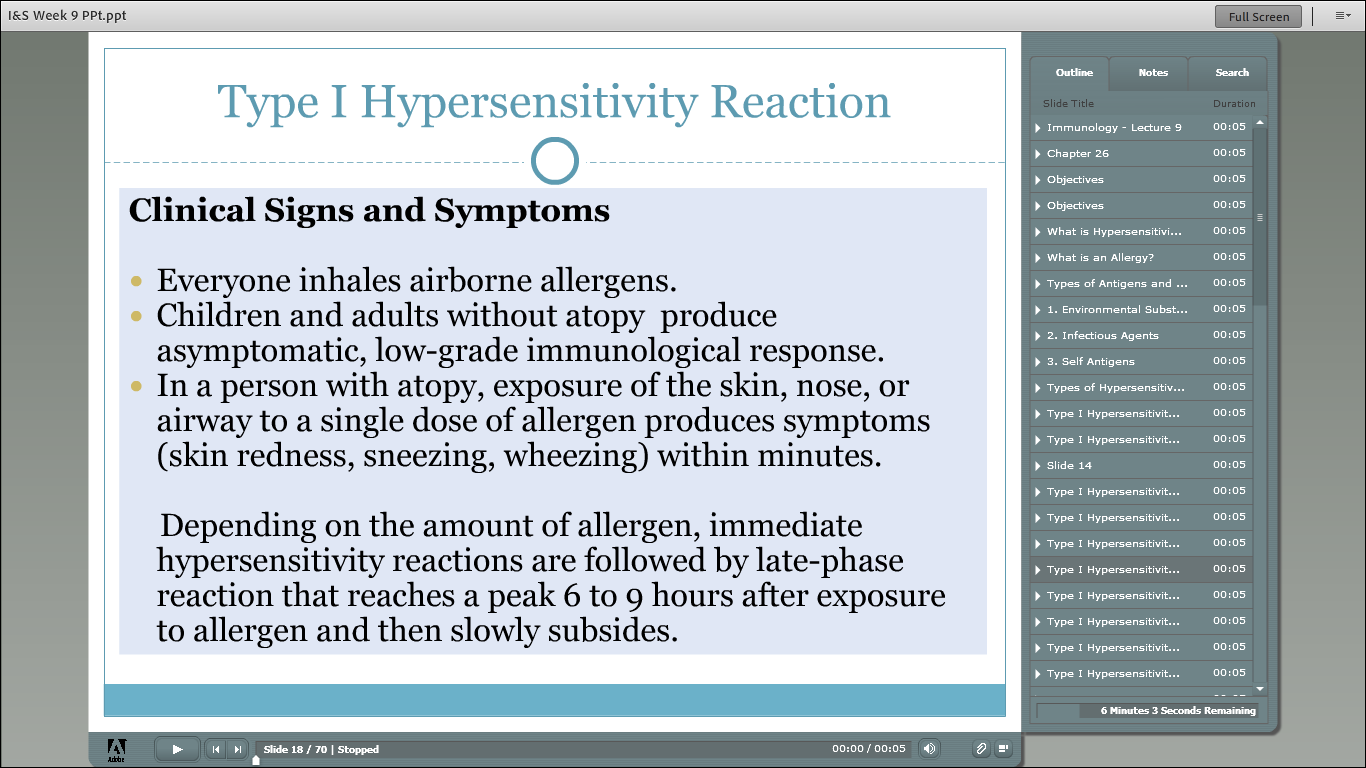 I&S Week 9 PPt.ppt
Full Screen
Type I Hypersensitivity Reaction
Clinical Signs and Symptoms
Everyone inhales airborne allergens.
Children and adults without atopy  produce
asymptomatic, low-grade immunological response.
In a person with atopy, exposure of the skin, nose, or
airway to a single dose of allergen produces symptoms
(skin redness, sneezing, wheezing) within minutes.
Depending on the amount of allergen, immediate
hypersensitivity reactions are followed by late-phase
reaction that reaches a peak 6 to 9 hours after exposure
to allergen and then slowly subsides.
Outline Notes Search
Slide Title Duration
Immunology - Lecture 9 00:05
Chapter 26 00:05
Objectives 00:05
Objectives 00:05
What is Hypersensitivi... 00:05
What is an Allergy? 00:05
Types of Antigens and ... 00:05
1. Environmental Subst... 00:05
2. Infectious Agents 00:05
3. Self Antigens 00:05
Types of Hypersensitiv... 00:05
Type I Hypersensitivit... 00:05
Type I Hypersensitivit... 00:05
Slide 14 00:05
Type I Hypersensitivit... 00:05
Type I Hypersensitivit... 00:05
Type I Hypersensitivit... 00:05
Type I Hypersensitivit... 00:05
Type I Hypersensitivit... 00:05
Type I Hypersensitivit... 00:05
Type I Hypersensitivit... 00:05
Type I Hypersensitivit... 00:05
6 Minutes 3 Seconds Remaining
Adobe
Slide 18 / 70 | Stopped 00:00 / 00:05